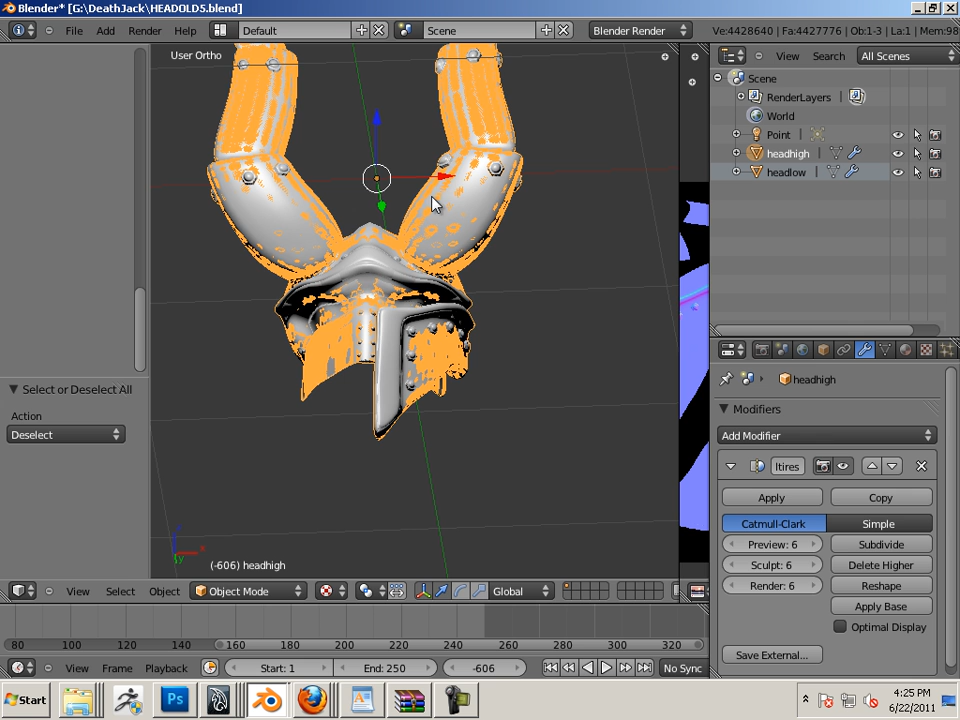 Blender* [G:\DeathJack\HEADOLD5.blend]
File Add Render Help Default Scene Blender Render Ve:4428640 | Fa:4427776 | Ob:1-3 | La:1 | Mem:98
User Ortho
View Search All Scenes
Scene
RenderLayers
World
Point
headhigh
headlow
Select or Deselect All
Action
Deselect
headhigh
Modifiers
Add Modifier
ltires
Apply Copy
Catmull-Clark Simple
Preview: 6 Subdivide
Sculpt: 6 Delete Higher
Render: 6 Reshape
Apply Base
Optimal Display
Save External...
z x y
(-606) headhigh
View Select Object Object Mode Global
80 100 120 140 160 180 200 220 240 260 280 300 320
View Frame Playback Start: 1 End: 250 -606 No Sync
Start Ps 4:25 PM
6/22/2011